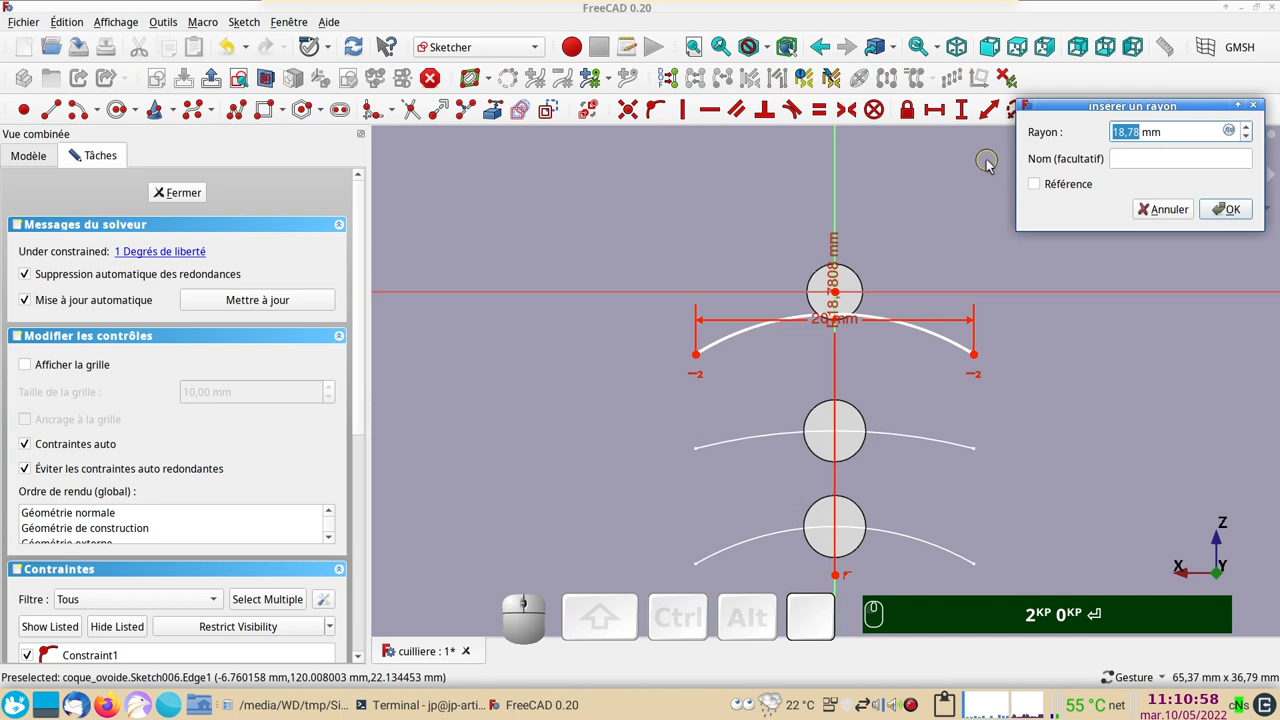 FreeCAD 0.20
Fichier Édition Affichage Outils Macro Sketch Fenêtre Aide
Sketcher
GMSH
Vue combinée
Modèle Tâches
Fermer
Messages du solveur
Under constrained: 1 Degrés de liberté
Suppression automatique des redondances
Mise à jour automatique Mettre à jour
Modifier les contrôles
Afficher la grille
Taille de la grille : 10,00 mm
Ancrage à la grille
Contraintes auto
Éviter les contraintes auto redondantes
Ordre de rendu (global) :
Géométrie normale
Géométrie de construction
Géométrie externe
Contraintes
Filtre : Tous Select Multiple
Show Listed Hide Listed Restrict Visibility
Constraint1
insérer un rayon
Rayon : 18,78 mm
Nom (facultatif)
Référence
Annuler OK
R18,7808 mm
20 mm
2
2
Z
X
Y
Ctrl Alt
2KP 0KP ⏎
cuilliere : 1*
Preselected: coque_ovoide.Sketch006.Edge1 (-6.760158 mm,120.008003 mm,22.134453 mm) Gesture 65,37 mm x 36,79 mm
/media/WD/tmp/Si... Terminal - jp@jp-arti... FreeCAD 0.20 22 °C 55 °C 11:10:58
mar.10/05/2022